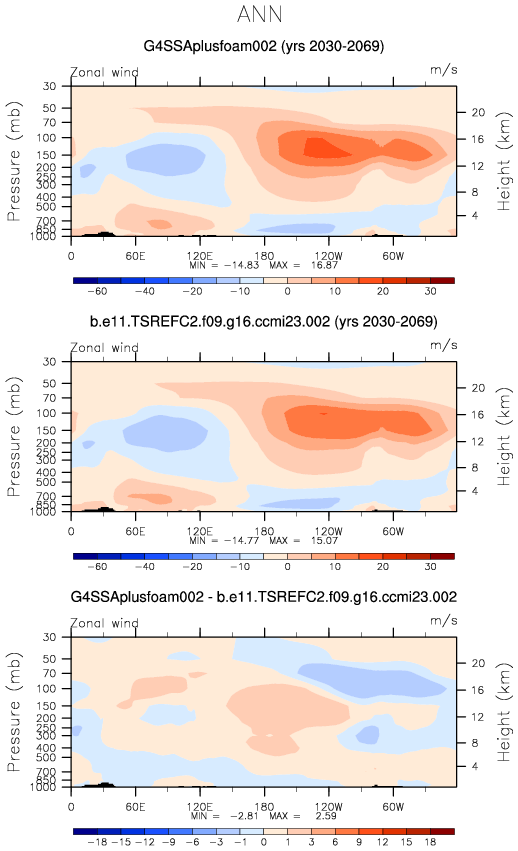 ANN
G4SSAplusfoam002 (yrs 2030-2069)
Zonal wind m/s
30
50
70
100
150
200
250
300
400
500
700
850
1000
20
16
12
8
4
Pressure (mb)
Height (km)
0 60E 120E 180 120W 60W
MIN = -14.83 MAX = 16.87
-60 -40 -20 -10 0 10 20 30
b.e11.TSREFC2.f09.g16.ccmi23.002 (yrs 2030-2069)
Zonal wind m/s
30
50
70
100
150
200
250
300
400
500
700
850
1000
20
16
12
8
4
Pressure (mb)
Height (km)
0 60E 120E 180 120W 60W
MIN = -14.77 MAX = 15.07
-60 -40 -20 -10 0 10 20 30
G4SSAplusfoam002 - b.e11.TSREFC2.f09.g16.ccmi23.002
Zonal wind m/s
30
50
70
100
150
200
250
300
400
500
700
850
1000
20
16
12
8
4
Pressure (mb)
Height (km)
0 60E 120E 180 120W 60W
MIN = -2.81 MAX = 2.59
-18 -15 -12 -9 -6 -3 -1 0 1 3 6 9 12 15 18